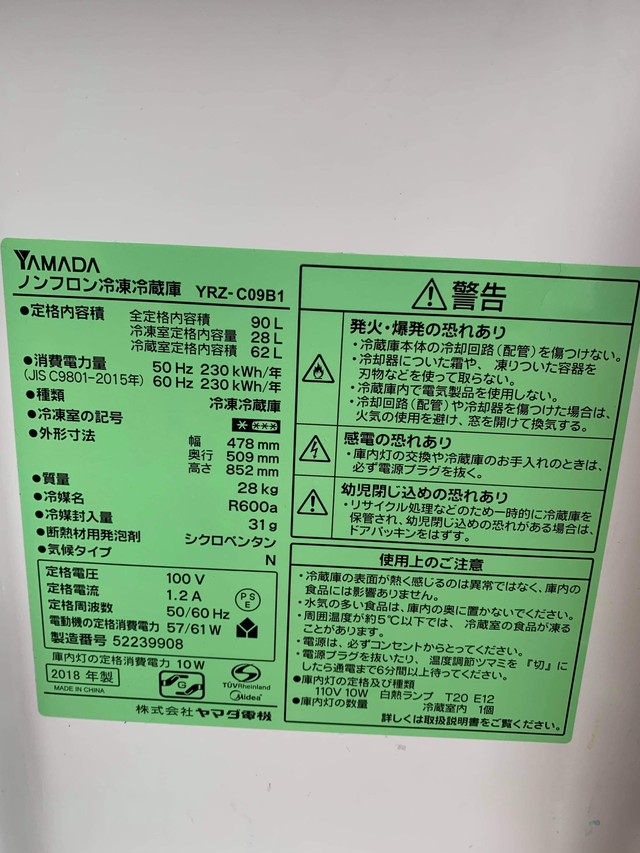 YAMADA
ノンフロン冷凍冷蔵庫 YRZ-C09B1
●定格内容積 全定格内容積 90 L
冷凍室定格内容量 28 L
冷蔵室定格内容積 62 L
●消費電力量 50 Hz 230 kWh/年
(JIS C9801-2015年) 60 Hz 230 kWh/年
●種類 冷凍冷蔵庫
●冷凍室の記号
●外形寸法 幅 478 mm
奥行 509 mm
高さ 852 mm
●質量 28 kg
●冷媒名 R600a
●冷媒封入量 31 g
●断熱材用発泡剤 シクロペンタン
●気候タイプ N
定格電圧 100 V
定格電流 1.2 A
定格周波数 50/60 Hz
電動機の定格消費電力 57/61 W
製造番号 52239908
PS
E
庫内灯の定格消費電力 10W
2018 年製
MADE IN CHINA
G
TÜVRheinland
Midea
株式会社 ヤマダ電機
警告
発火・爆発の恐れあり
・冷蔵庫本体の冷却回路(配管)を傷つけない。
・冷却器についた霜や、凍りついた容器を
刃物などを使って取らない。
・冷蔵庫内で電気製品を使用しない。
・冷却回路(配管)や冷却器を傷つけた場合は、
火気の使用を避け、窓を開けて換気する。
感電の恐れあり
・庫内灯の交換や冷蔵庫のお手入れのときは、
必ず電源プラグを抜く。
幼児閉じ込めの恐れあり
・リサイクル処理などのため一時的に冷蔵庫を
保管され、幼児閉じ込めの恐れがある場合は、
ドアパッキンをはずす。
使用上のご注意
・冷蔵庫の表面が熱く感じるのは異常ではなく、庫内の
食品には影響ありません。
・水気の多い食品は、庫内の奥に置かないでください。
・周囲温度が約5℃以下では、冷蔵室の食品が凍る
ことがあります。
・電源は、必ずコンセントからとってください。
・電源プラグを抜いたり、温度調節ツマミを『切』に
したら通電まで6分間以上待ってください。
●庫内灯の定格及び種類
110V 10W 白熱ランプ T20 E12
●庫内灯の数量 冷蔵室内 1個
詳しくは取扱説明書をご覧ください。